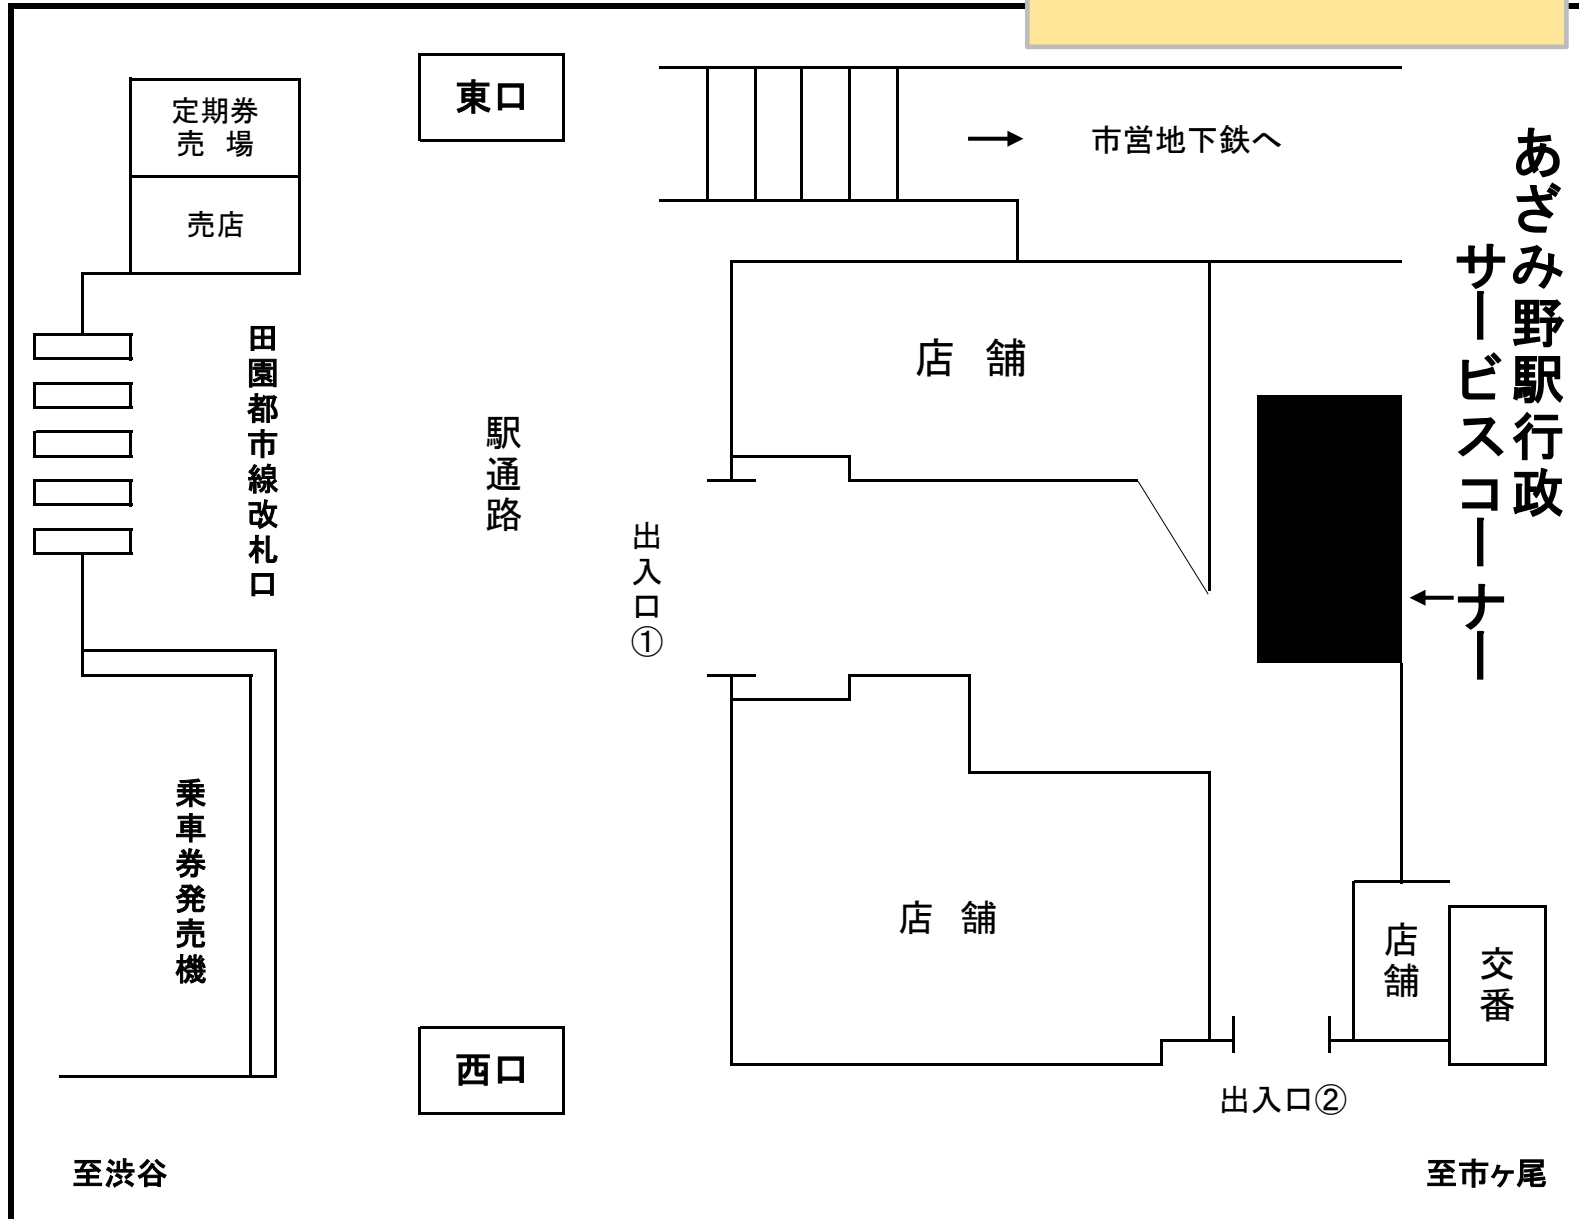 東口
定期券
売　場
売店
市営地下鉄へ
あざみ野駅行政
サービスコーナー
店　舗
田園都市線改札口
駅通路
出入口①
乗車券発売機
店　舗
店舗
交番
西口
出入口②
至渋谷
至市ヶ尾